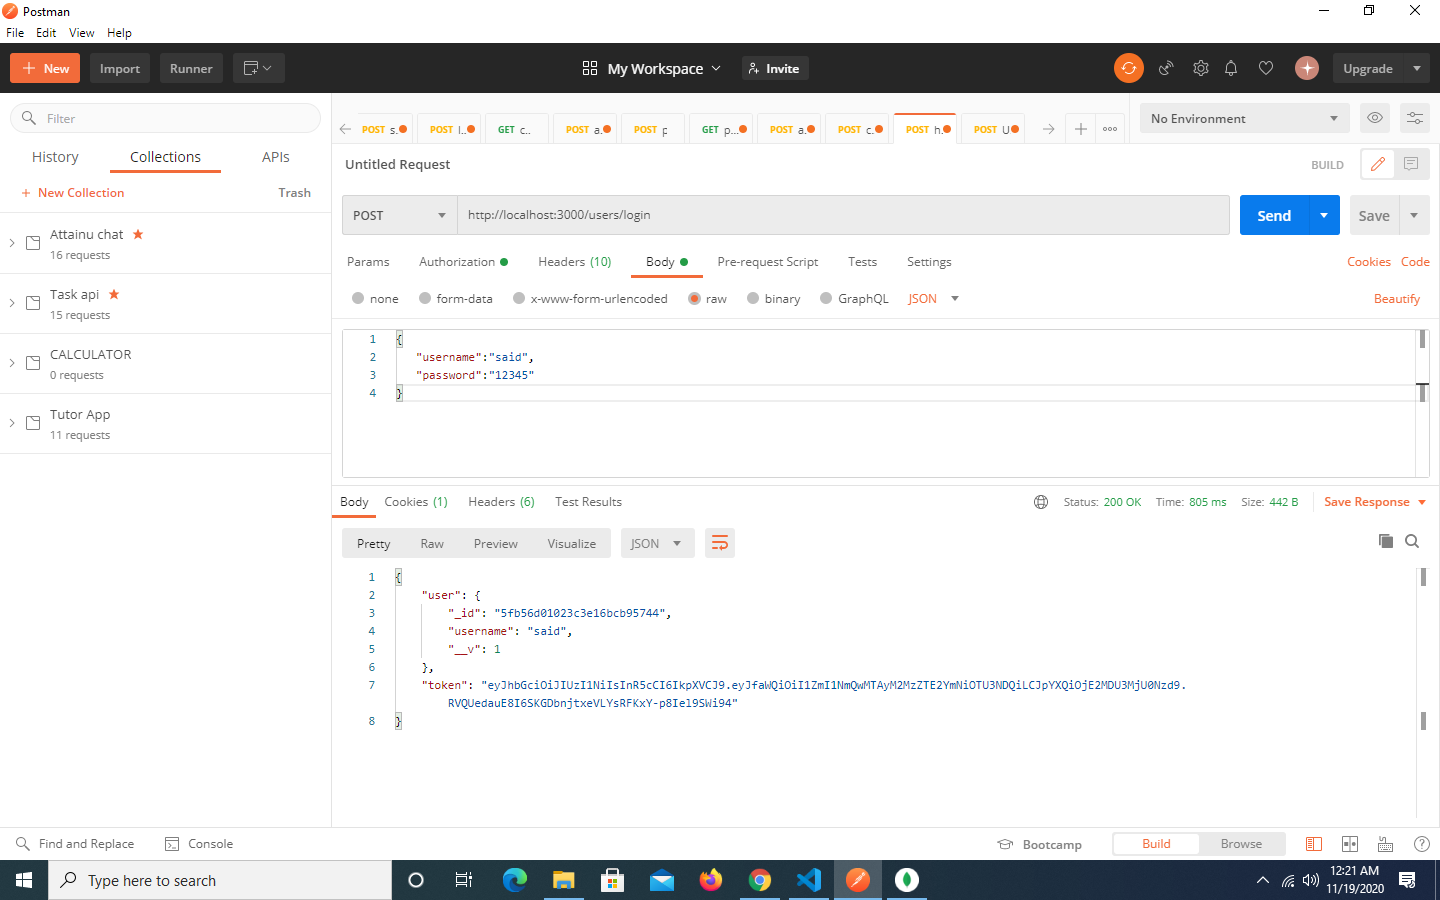 Postman
File Edit View Help
New Import Runner My Workspace Invite Upgrade
Filter
History Collections APIs
New Collection Trash
Attainu chat
16 requests
Task api
15 requests
CALCULATOR
0 requests
Tutor App
11 requests
POST s. POST l. GET c.. POST a. POST p GET p... POST a. POST c. POST h. POST U
No Environment
Untitled Request BUILD
POST http://localhost:3000/users/login Send Save
Params Authorization Headers (10) Body Pre-request Script Tests Settings Cookies Code
none form-data x-www-form-urlencoded raw binary GraphQL JSON Beautify
1 {
2 "username":"said",
3 "password":"12345"
4 }
Body Cookies (1) Headers (6) Test Results Status: 200 OK Time: 805 ms Size: 442 B Save Response
Pretty Raw Preview Visualize JSON
1 {
2 "user": {
3 "_id": "5fb56d01023c3e16bcb95744",
4 "username": "said",
5 "__v": 1
6 },
7 "token": "eyJhbGciOiJIUzI1NiIsInR5cCI6IkpXVCJ9.eyJfaWQiOiI1ZmI1NmQwMTAyM2MzZTE2YmNiOTU3NDQiLCJpYXQiOjE2MDU3MjU0Nzd9.
RVQUedauE8I6SKGDbnjtxeVLYsRFKxY-p8Iel9SWi94"
8 }
Find and Replace Console Bootcamp Build Browse
Type here to search
12:21 AM
11/19/2020